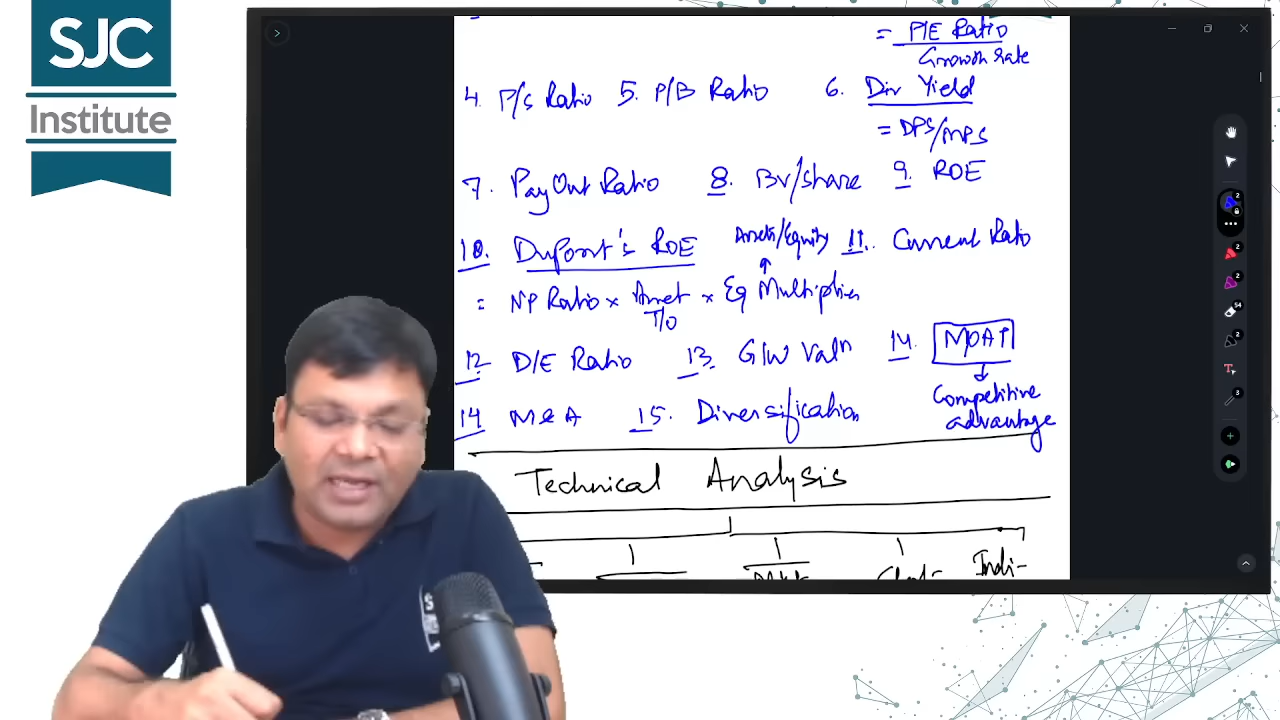 SJC
Institute
= P/E Ratio
Growth rate
4. P/S Ratio 5. P/B Ratio 6. Div Yield
= DPS/MPS
7. PayOut Ratio 8. BV/share 9. ROE
10. DuPont's ROE Assets/Equity 11. Current Ratio
= NP Ratio × Asset T/O × Eq Multiplier
12. D/E Ratio 13. G/W Valn 14. MOAT
Competitive advantage
14 M&A 15. Diversification
Technical Analysis
Indi-